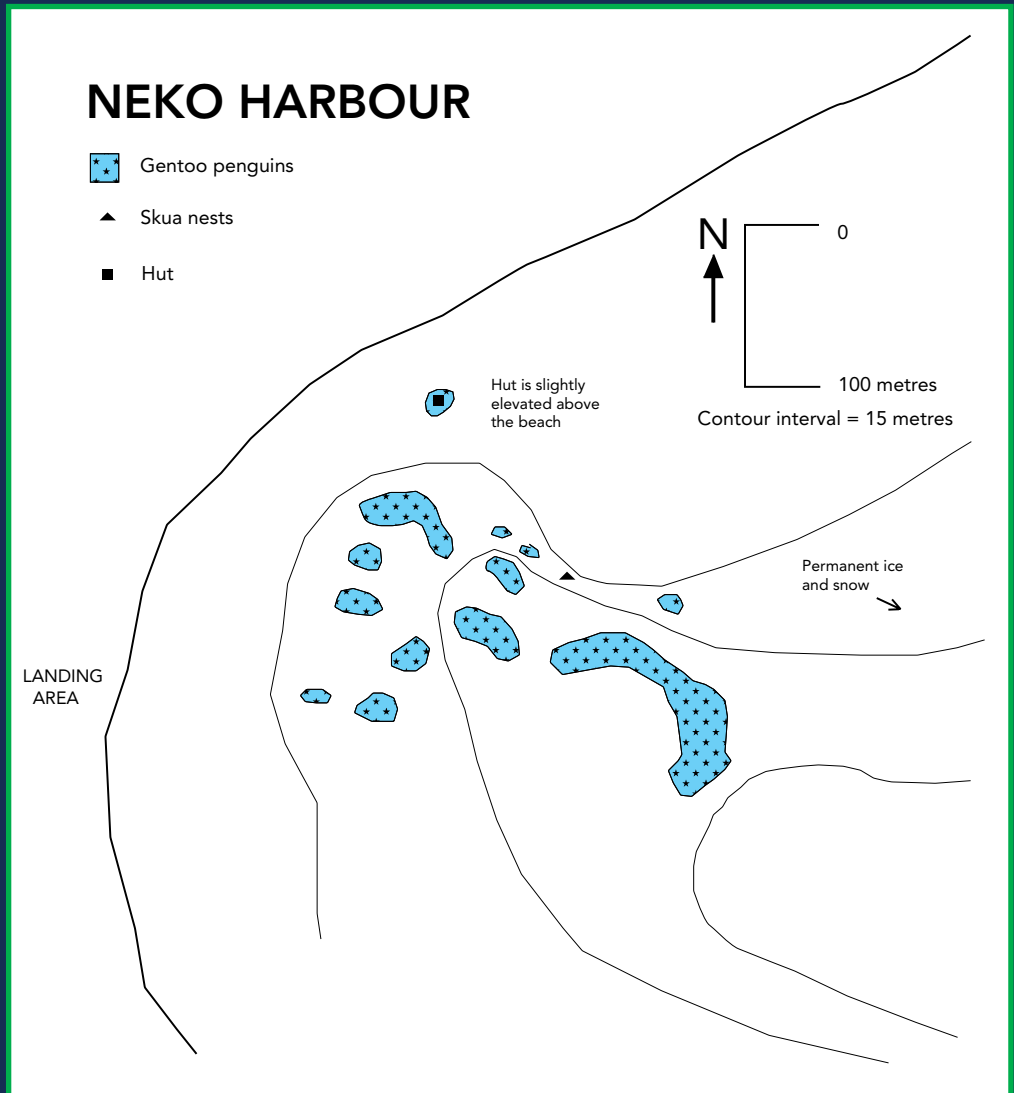 NEKO HARBOUR
Gentoo penguins
Skua nests
Hut
N
0
100 metres
Contour interval = 15 metres
Hut is slightly
elevated above
the beach
Permanent ice
and snow
LANDING
AREA